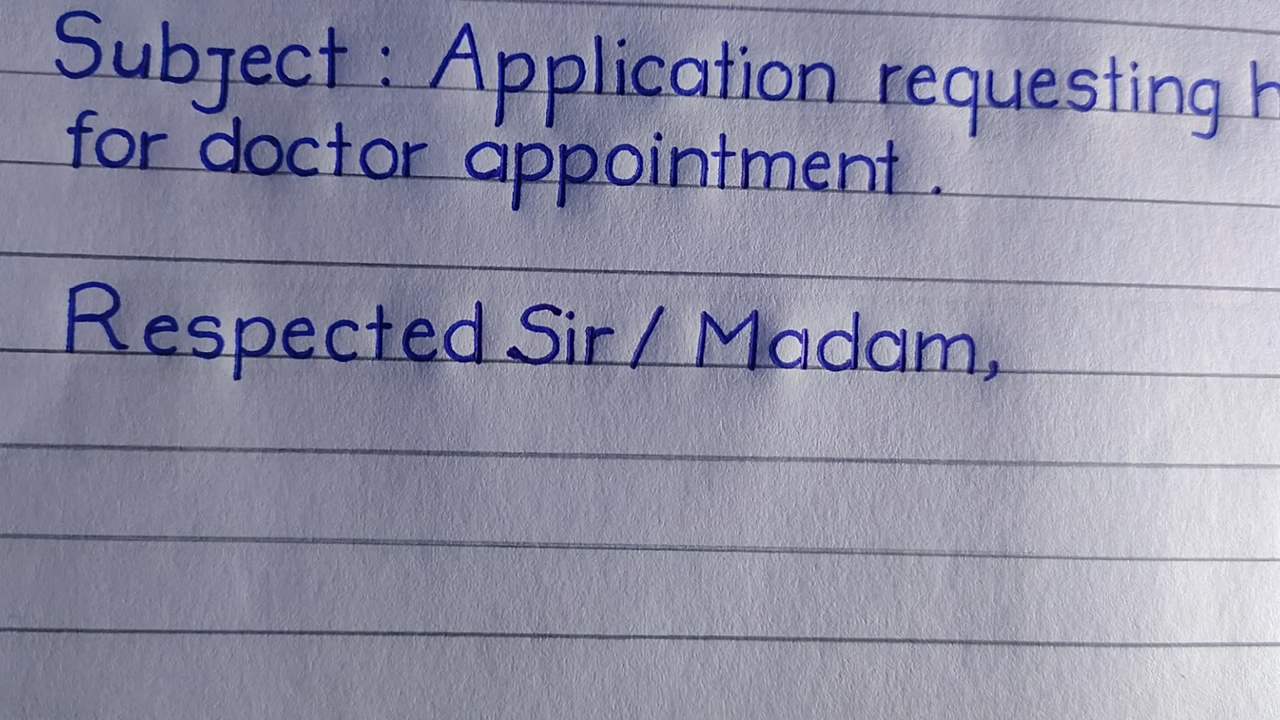 Subject : Application requesting
for doctor appointment .
Respected Sir / Madam,